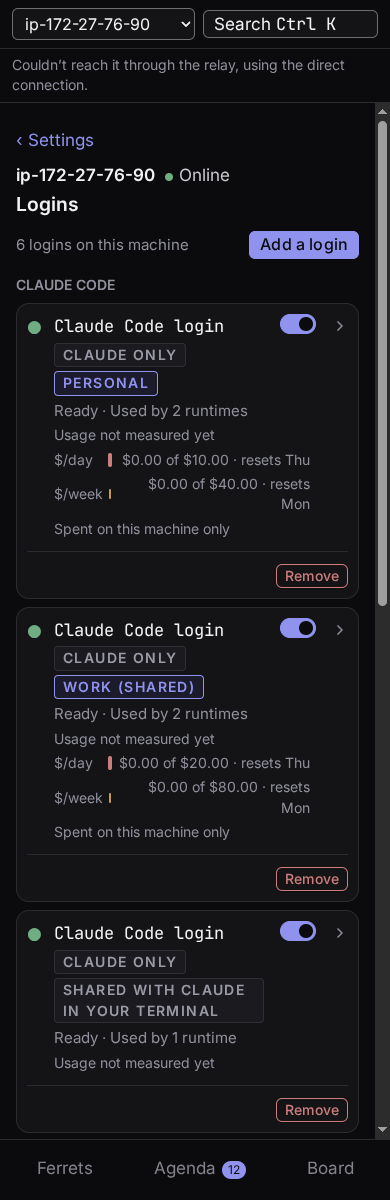 ip-172-27-76-90
Search Ctrl K
Couldn’t reach it through the relay, using the direct
connection.
‹ Settings
ip-172-27-76-90 Online
Logins
6 logins on this machine
Add a login
CLAUDE CODE
Claude Code login
CLAUDE ONLY
PERSONAL
Ready · Used by 2 runtimes
Usage not measured yet
$/day $0.00 of $10.00 · resets Thu
$/week $0.00 of $40.00 · resets
Mon
Spent on this machine only
Remove
Claude Code login
CLAUDE ONLY
WORK (SHARED)
Ready · Used by 2 runtimes
Usage not measured yet
$/day $0.00 of $20.00 · resets Thu
$/week $0.00 of $80.00 · resets
Mon
Spent on this machine only
Remove
Claude Code login
CLAUDE ONLY
SHARED WITH CLAUDE
IN YOUR TERMINAL
Ready · Used by 1 runtime
Usage not measured yet
Remove
Ferrets
Agenda 12
Board